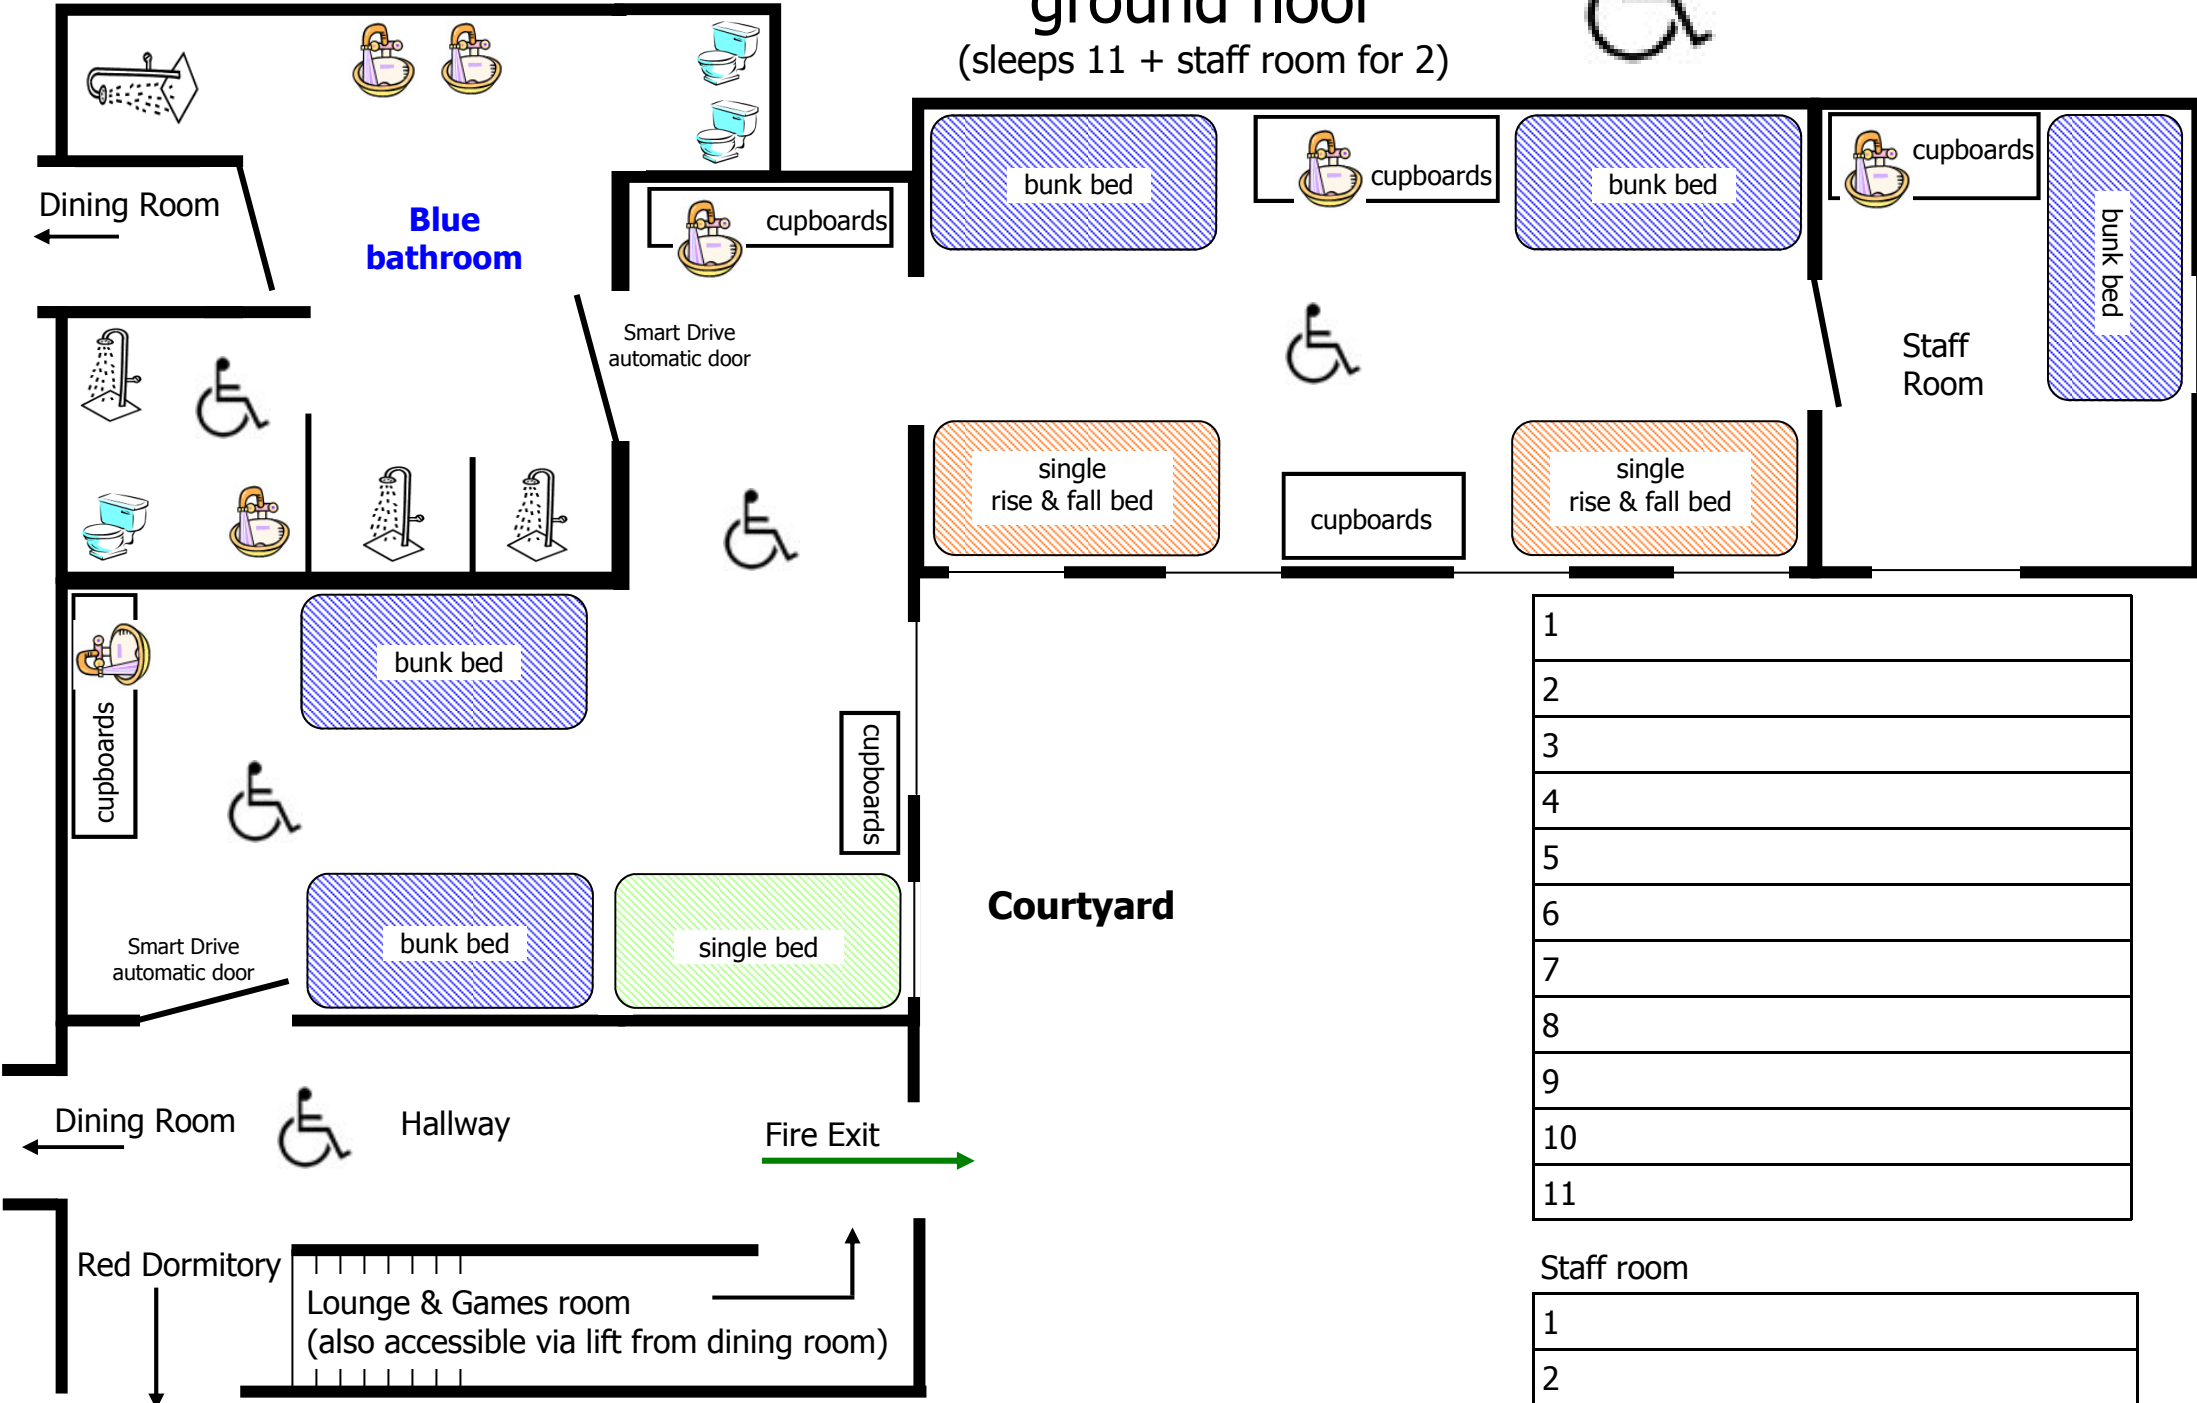 ground floor
(sleeps 11 + staff room for 2)
Dining Room
Blue
bathroom
cupboards
bunk bed
cupboards
bunk bed
cupboards
bunk bed
Smart Drive
automatic door
Staff
Room
single
rise & fall bed
cupboards
single
rise & fall bed
bunk bed
cupboards
cupboards
bunk bed
single bed
Smart Drive
automatic door
Courtyard
Dining Room
Hallway
Fire Exit
Red Dormitory
Lounge & Games room
(also accessible via lift from dining room)
1
2
3
4
5
6
7
8
9
10
11
Staff room
1
2